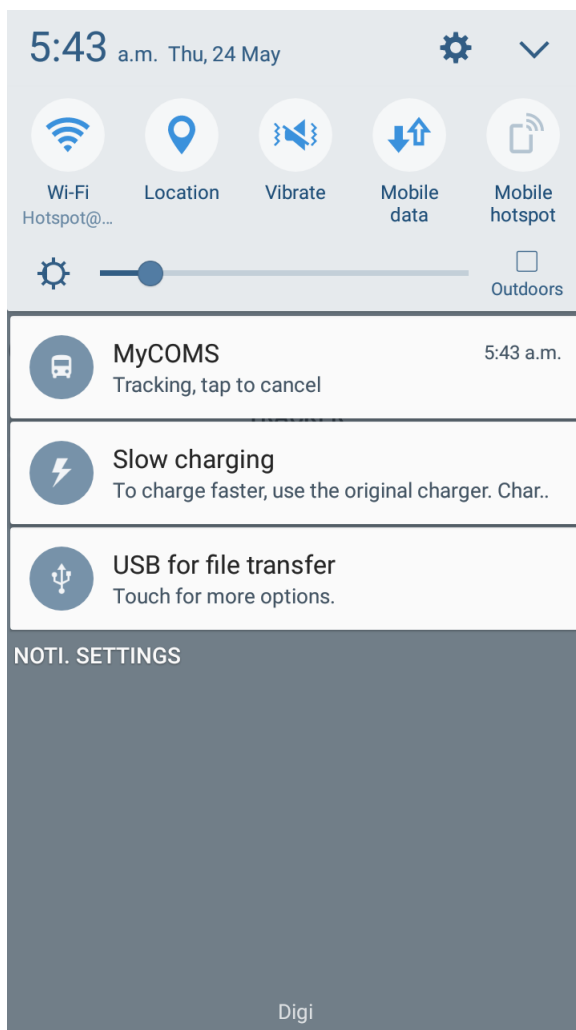 5:43 a.m. Thu, 24 May
Wi-Fi
Hotspot@...
Location
Vibrate
Mobile
data
Mobile
hotspot
Outdoors
MyCOMS 5:43 a.m.
Tracking, tap to cancel
Slow charging
To charge faster, use the original charger. Char..
USB for file transfer
Touch for more options.
NOTI. SETTINGS
Digi